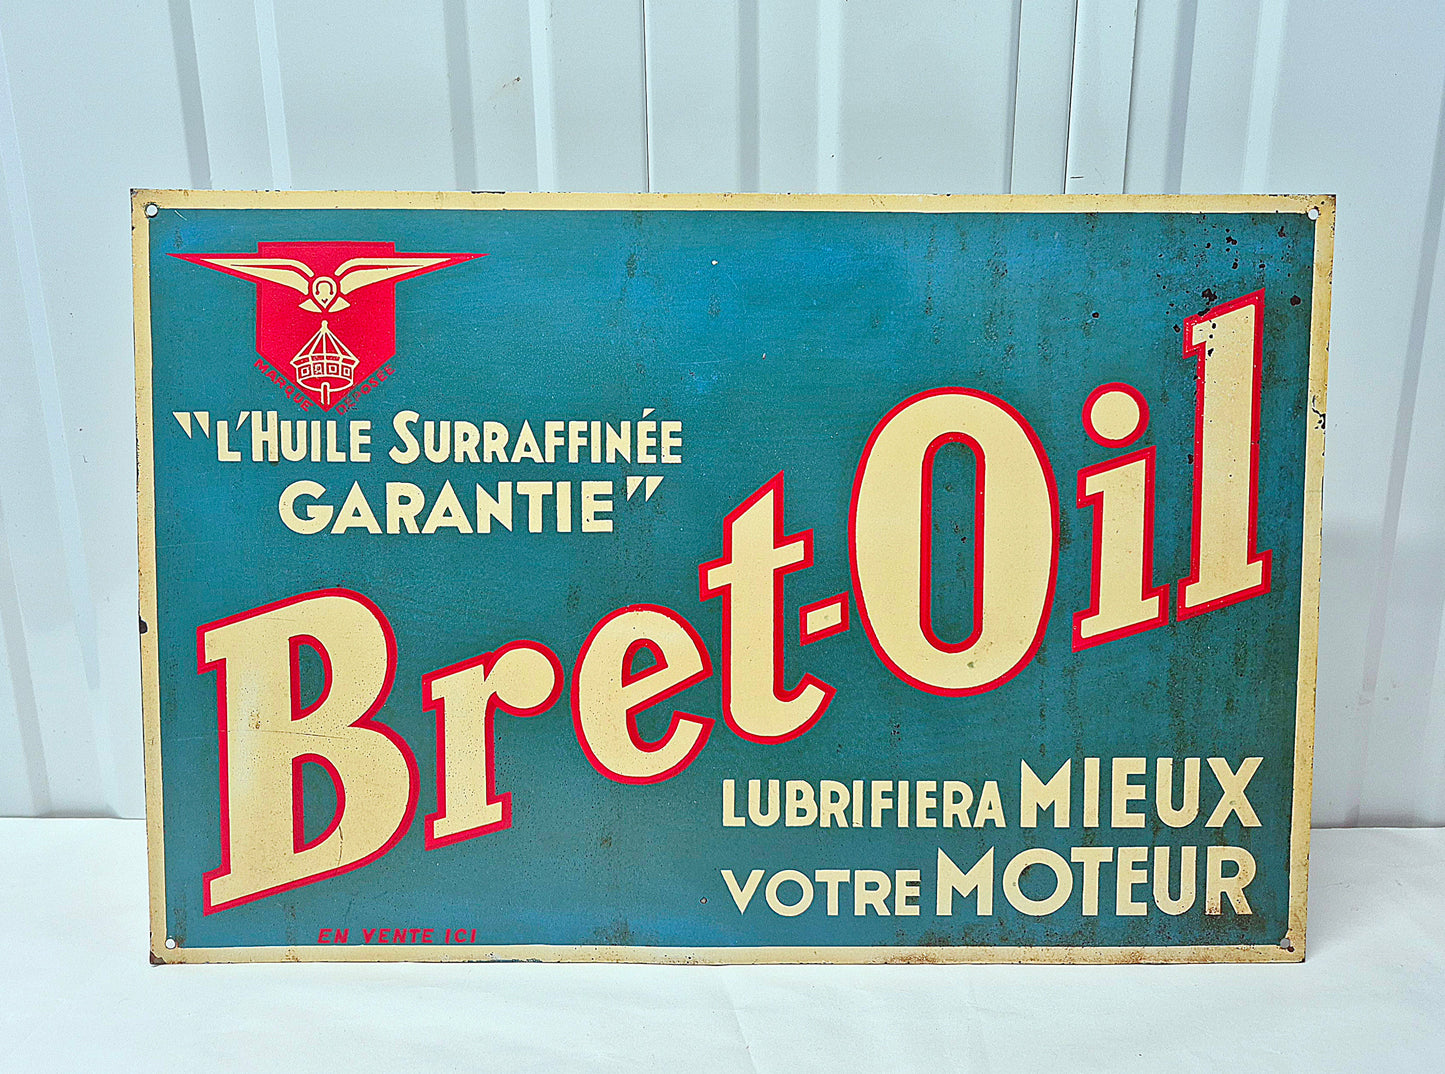 MARQUE DÉPOSÉE
"L'HUILE SURRAFFINÉE
GARANTIE"
Bret-Oil
LUBRIFIERA MIEUX
VOTRE MOTEUR
EN VENTE ICI